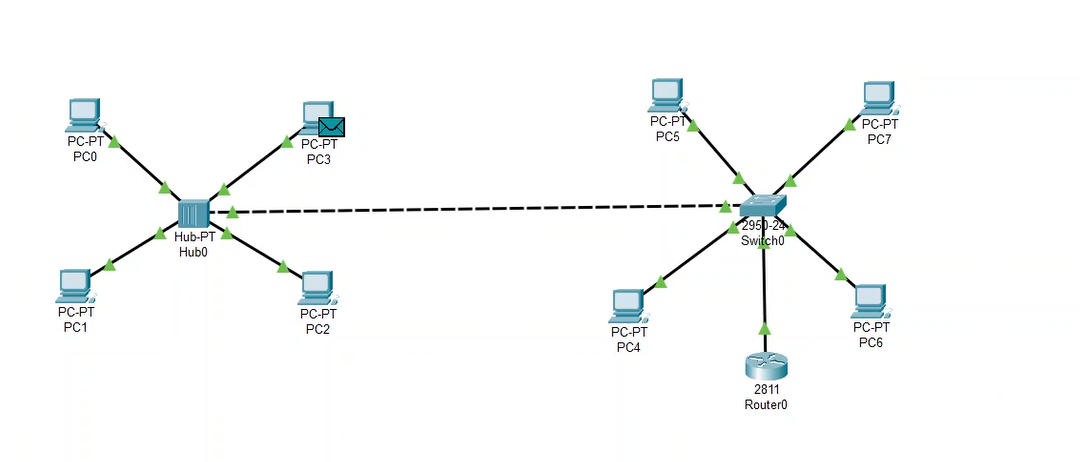 PC-PT
PC0
PC-PT
PC3
Hub-PT
Hub0
PC-PT
PC1
PC-PT
PC2
PC-PT
PC5
PC-PT
PC7
2950-24
Switch0
PC-PT
PC4
PC-PT
PC6
2811
Router0